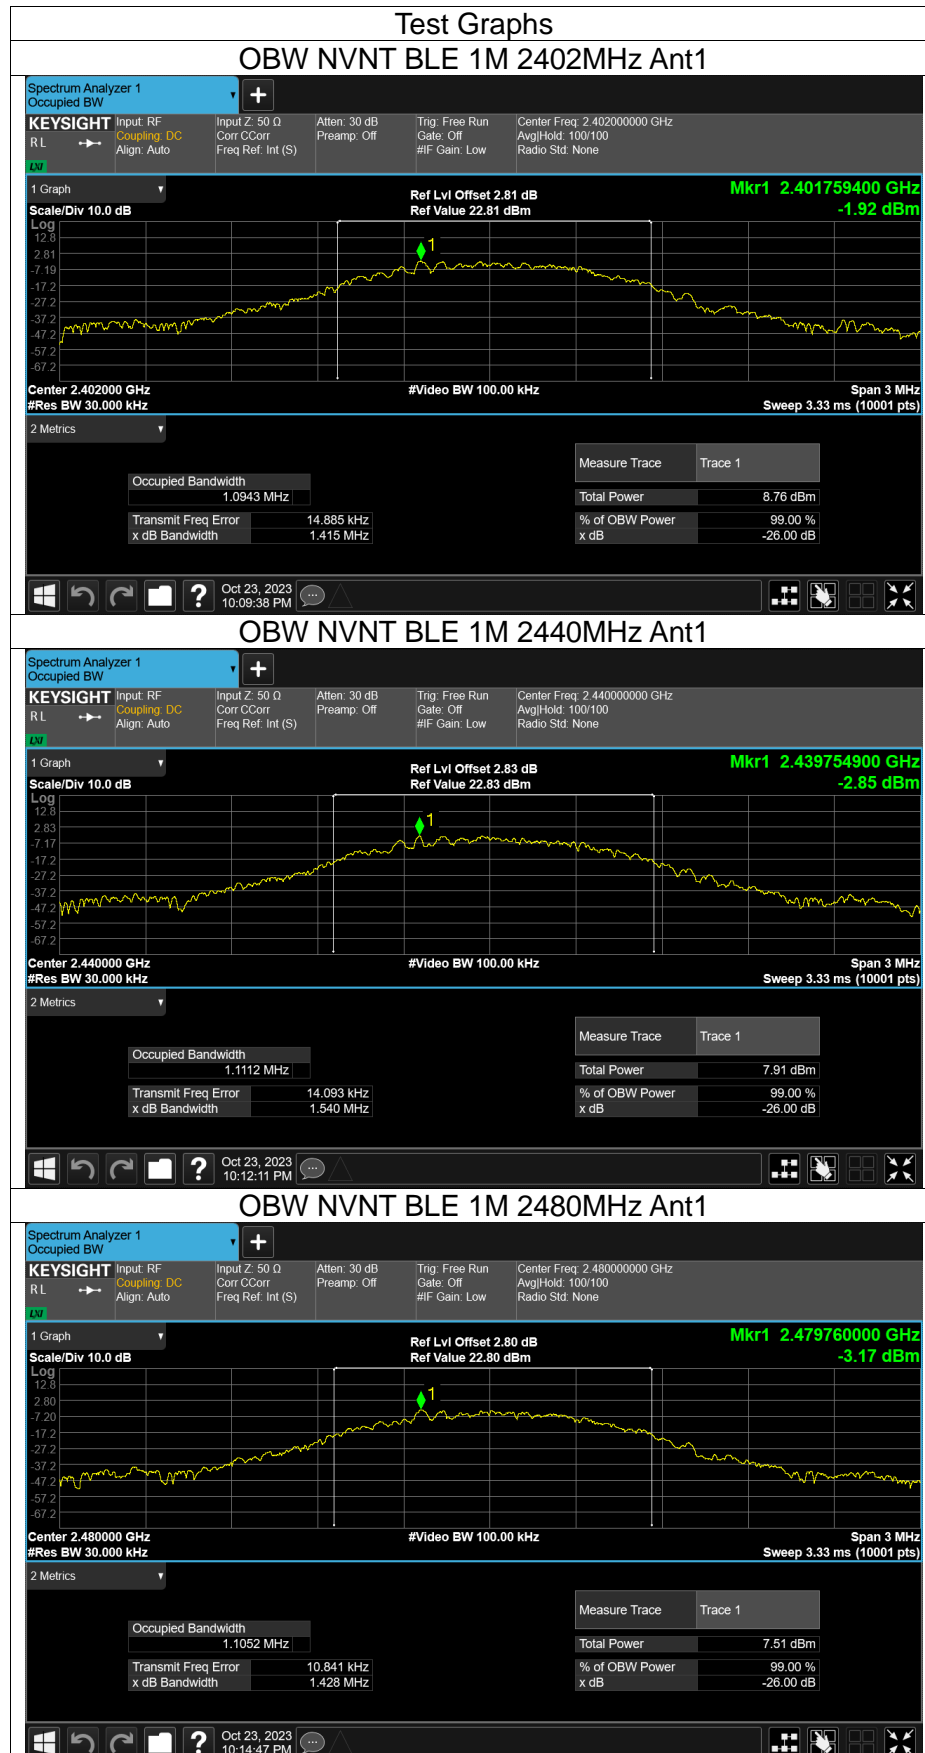 Test Graphs
OBW NVNT BLE 1M 2402MHz Ant1
Spectrum Analyzer 1
Occupied BW
+
KEYSIGHT Input: RF Input Z: 50 Ω Atten: 30 dB Trig: Free Run Center Freq: 2.402000000 GHz
RL Coupling: DC Corr CCorr Preamp: Off Gate: Off Avg|Hold: 100/100
Align: Auto Freq Ref: Int (S) #IF Gain: Low Radio Std: None
LXI
1 Graph Ref Lvl Offset 2.81 dB Mkr1 2.401759400 GHz
Scale/Div 10.0 dB Ref Value 22.81 dBm -1.92 dBm
Log
12.8
2.81
-7.19
-17.2
-27.2
-37.2
-47.2
-57.2
-67.2
1
Center 2.402000 GHz #Video BW 100.00 kHz Span 3 MHz
#Res BW 30.000 kHz Sweep 3.33 ms (10001 pts)
2 Metrics
Measure Trace Trace 1
Occupied Bandwidth
1.0943 MHz Total Power 8.76 dBm
Transmit Freq Error 14.885 kHz % of OBW Power 99.00 %
x dB Bandwidth 1.415 MHz x dB -26.00 dB
? Oct 23, 2023
10:09:38 PM
OBW NVNT BLE 1M 2440MHz Ant1
Spectrum Analyzer 1
Occupied BW
+
KEYSIGHT Input: RF Input Z: 50 Ω Atten: 30 dB Trig: Free Run Center Freq: 2.440000000 GHz
RL Coupling: DC Corr CCorr Preamp: Off Gate: Off Avg|Hold: 100/100
Align: Auto Freq Ref: Int (S) #IF Gain: Low Radio Std: None
LXI
1 Graph Ref Lvl Offset 2.83 dB Mkr1 2.439754900 GHz
Scale/Div 10.0 dB Ref Value 22.83 dBm -2.85 dBm
Log
12.8
2.83
-7.17
-17.2
-27.2
-37.2
-47.2
-57.2
-67.2
1
Center 2.440000 GHz #Video BW 100.00 kHz Span 3 MHz
#Res BW 30.000 kHz Sweep 3.33 ms (10001 pts)
2 Metrics
Measure Trace Trace 1
Occupied Bandwidth
1.1112 MHz Total Power 7.91 dBm
Transmit Freq Error 14.093 kHz % of OBW Power 99.00 %
x dB Bandwidth 1.540 MHz x dB -26.00 dB
? Oct 23, 2023
10:12:11 PM
OBW NVNT BLE 1M 2480MHz Ant1
Spectrum Analyzer 1
Occupied BW
+
KEYSIGHT Input: RF Input Z: 50 Ω Atten: 30 dB Trig: Free Run Center Freq: 2.480000000 GHz
RL Coupling: DC Corr CCorr Preamp: Off Gate: Off Avg|Hold: 100/100
Align: Auto Freq Ref: Int (S) #IF Gain: Low Radio Std: None
LXI
1 Graph Ref Lvl Offset 2.80 dB Mkr1 2.479760000 GHz
Scale/Div 10.0 dB Ref Value 22.80 dBm -3.17 dBm
Log
12.8
2.80
-7.20
-17.2
-27.2
-37.2
-47.2
-57.2
-67.2
1
Center 2.480000 GHz #Video BW 100.00 kHz Span 3 MHz
#Res BW 30.000 kHz Sweep 3.33 ms (10001 pts)
2 Metrics
Measure Trace Trace 1
Occupied Bandwidth
1.1052 MHz Total Power 7.51 dBm
Transmit Freq Error 10.841 kHz % of OBW Power 99.00 %
x dB Bandwidth 1.428 MHz x dB -26.00 dB
? Oct 23, 2023
10:14:47 PM